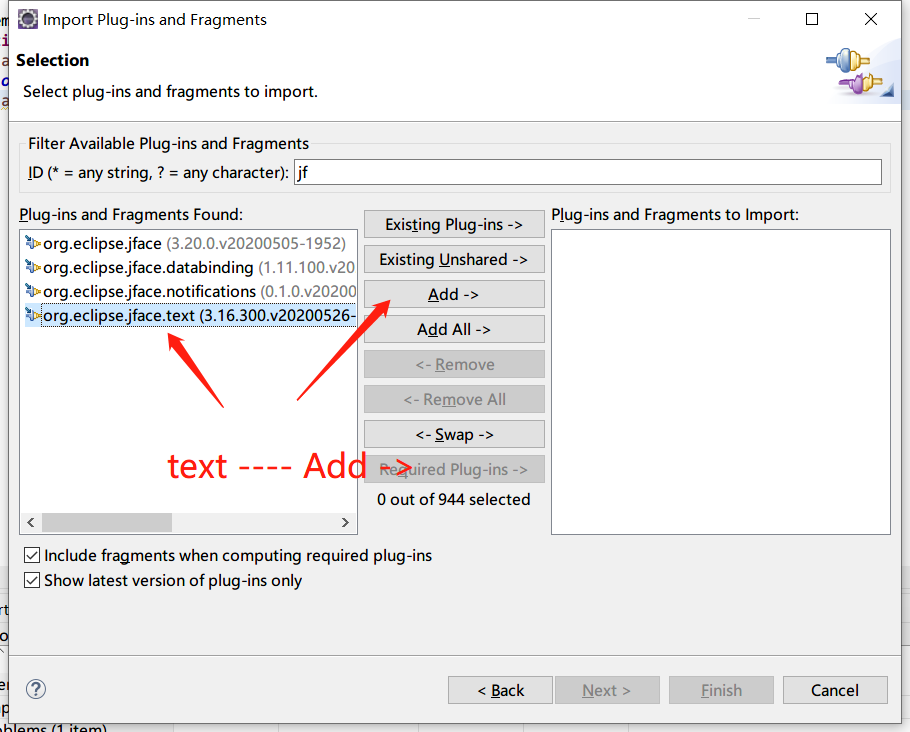 Import Plug-ins and Fragments
Selection
Select plug-ins and fragments to import.
Filter Available Plug-ins and Fragments
ID (* = any string, ? = any character): jf
Plug-ins and Fragments Found:
Plug-ins and Fragments to Import:
org.eclipse.jface (3.20.0.v20200505-1952)
org.eclipse.jface.databinding (1.11.100.v20
org.eclipse.jface.notifications (0.1.0.v20200
org.eclipse.jface.text (3.16.300.v20200526-
Existing Plug-ins ->
Existing Unshared ->
Add ->
Add All ->
<- Remove
<- Remove All
<- Swap ->
Required Plug-ins ->
text ---- Add ->
0 out of 944 selected
Include fragments when computing required plug-ins
Show latest version of plug-ins only
< Back
Next >
Finish
Cancel
blems (1 item)